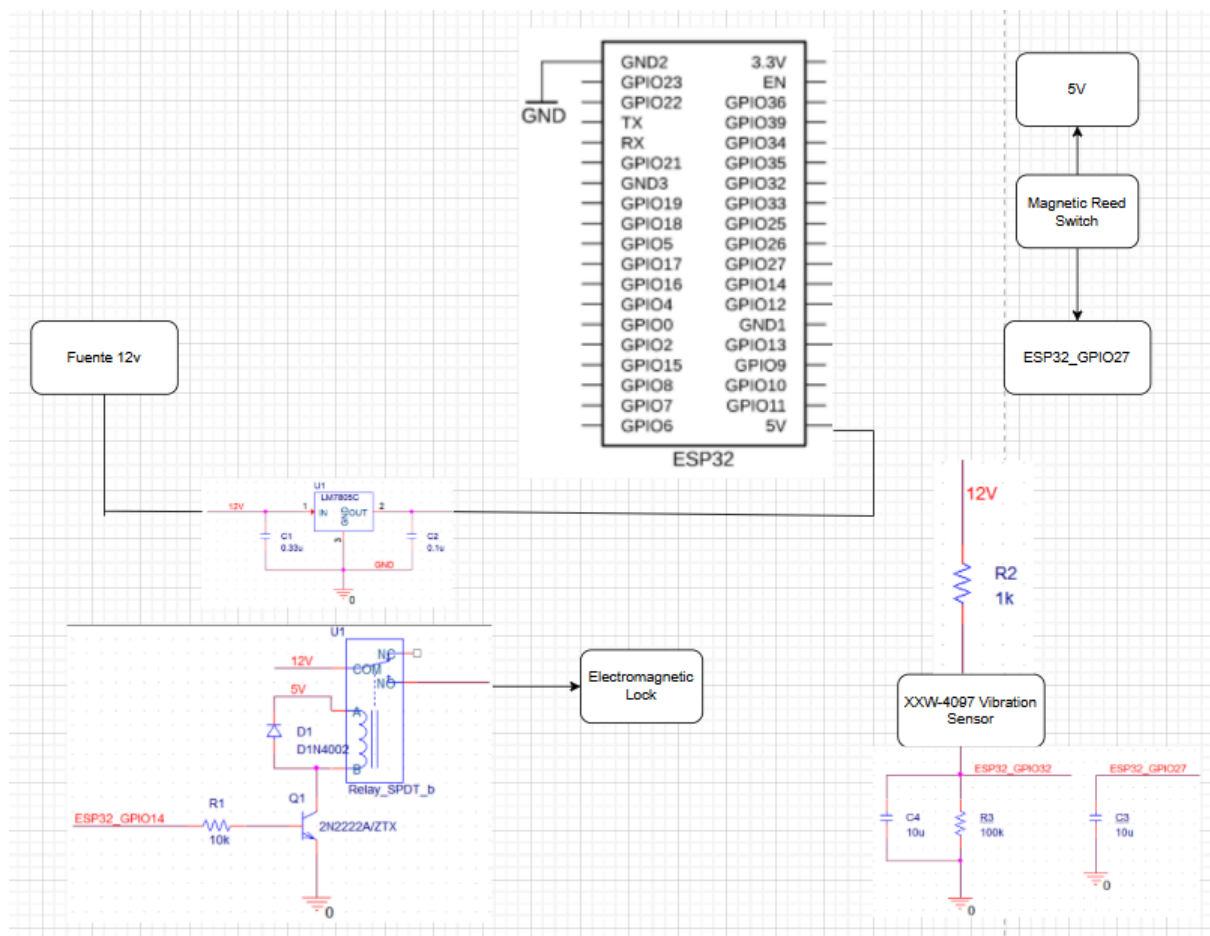 GND2 3.3V
GPIO23 EN
GPIO22 GPIO36
TX GPIO39
RX GPIO34
GPIO21 GPIO35
GND3 GPIO32
GPIO19 GPIO33
GPIO18 GPIO25
GPIO5 GPIO26
GPIO17 GPIO27
GPIO16 GPIO14
GPIO4 GPIO12
GPIO0 GND1
GPIO2 GPIO13
GPIO15 GPIO9
GPIO8 GPIO10
GPIO7 GPIO11
GPIO6 5V
ESP32
GND
5V
Magnetic Reed
Switch
ESP32_GPIO27
Fuente 12v
U1
LM7805C
12V
1
IN
GND
OUT
2
3
C1
0.33u
C2
0.1u
GND
0
12V
R2
1k
U1
NC
12V
COM
NO
5V
A
D1
D1N4002
B
Relay_SPDT_b
Q1
R1
ESP32_GPIO14
2N2222A/ZTX
10k
0
Electromagnetic
Lock
XXW-4097 Vibration
Sensor
ESP32_GPIO32
ESP32_GPIO27
C4
10u
R3
100k
C3
10u
0
0